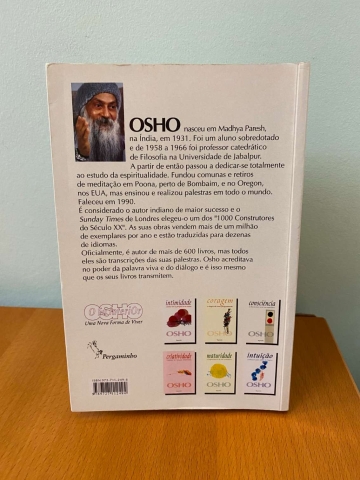 OSHO nasceu em Madhya Paresh,
na Índia, em 1931. Foi um aluno sobredotado
e de 1958 a 1966 foi professor catedrático
de Filosofia na Universidade de Jabalpur.
A partir de então passou a dedicar-se totalmente
ao estudo da espiritualidade. Fundou comunas e retiros
de meditação em Poona, perto de Bombaim, e no Oregon,
nos EUA, mas ensinou e realizou palestras em todo o mundo.
Faleceu em 1990.
É considerado o autor indiano de maior sucesso e o
Sunday Times de Londres elegeu-o um dos "1000 Construtores
do Século XX". As suas obras vendem mais de um milhão
de exemplares por ano e estão traduzidas para dezenas
de idiomas.
Oficialmente, é autor de mais de 600 livros, mas todos
eles são transcrições das suas palestras. Osho acreditava
no poder da palavra viva e do diálogo e é isso mesmo
que os seus livros transmitem.
OSHO
Uma Nova Forma de Viver
Pergaminho
intimidade
OSHO
coragem
OSHO
consciência
OSHO
criatividade
OSHO
maturidade
OSHO
intuição
OSHO